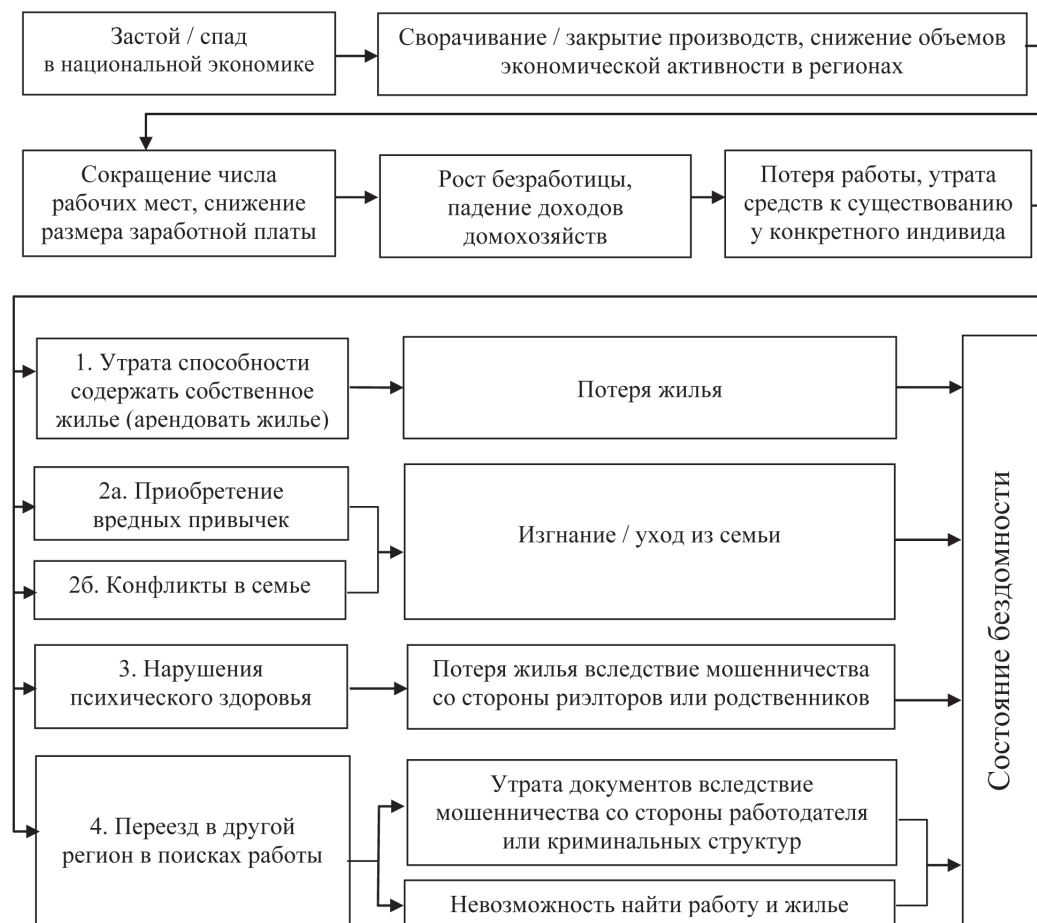 Застой / спад
в национальной экономике
Сворачивание / закрытие производств, снижение объемов
экономической активности в регионах
Сокращение числа
рабочих мест, снижение
размера заработной платы
Рост безработицы,
падение доходов
домохозяйств
Потеря работы, утрата
средств к существованию
у конкретного индивида
1. Утрата способности
содержать собственное
жилье (арендовать жилье)
Потеря жилья
2а. Приобретение
вредных привычек
2б. Конфликты в семье
Изгнание / уход из семьи
3. Нарушения
психического здоровья
Потеря жилья вследствие мошенничества
со стороны риэлторов или родственников
4. Переезд в другой
регион в поисках работы
Утрата документов вследствие
мошенничества со стороны работодателя
или криминальных структур
Невозможность найти работу и жилье
Состояние бездомности